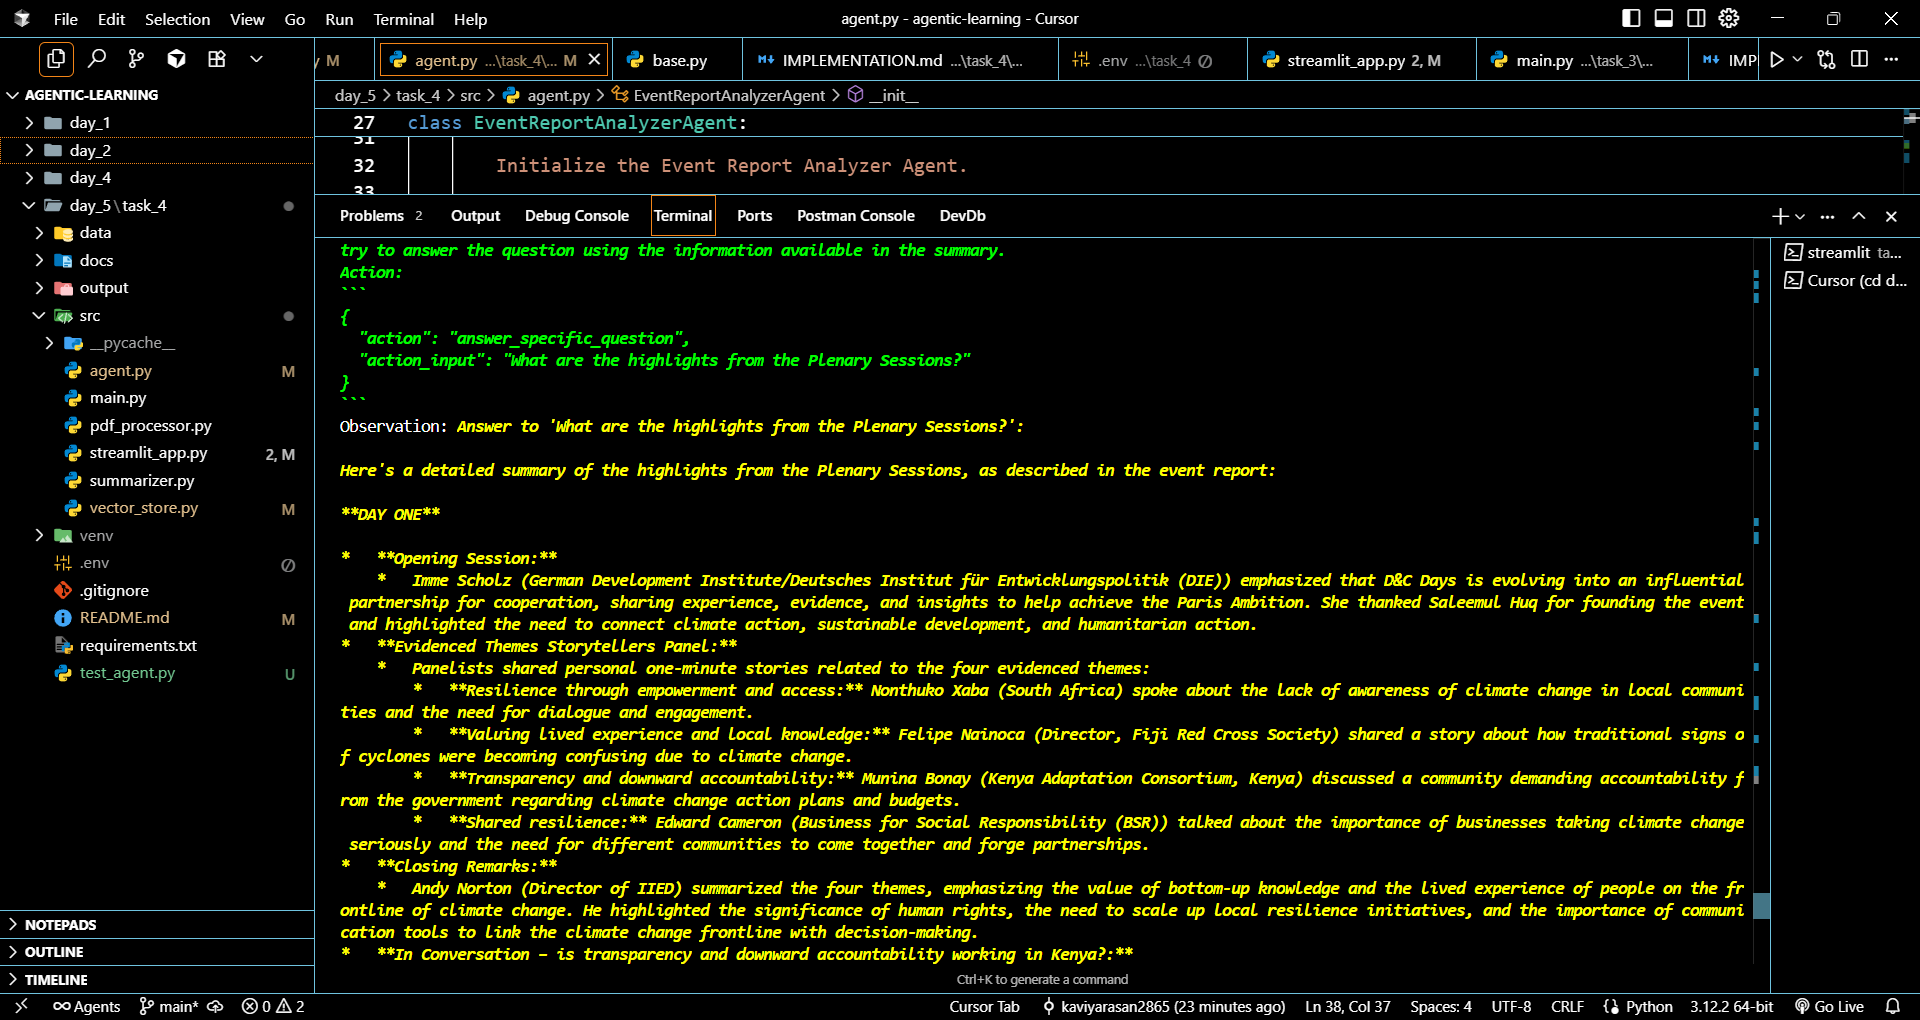 File Edit Selection View Go Run Terminal Help
agent.py - agentic-learning - Cursor
y M
agent.py ...\task_4\... M
base.py
IMPLEMENTATION.md ...\task_4\...
.env ...\task_4
streamlit_app.py 2, M
main.py ...\task_3\...
IMP
AGENTIC-LEARNING
day_1
day_2
day_4
day_5\task_4
data
docs
output
src
__pycache__
agent.py M
main.py
pdf_processor.py
streamlit_app.py 2, M
summarizer.py
vector_store.py M
venv
.env
.gitignore
README.md M
requirements.txt
test_agent.py U
NOTEPADS
OUTLINE
TIMELINE
day_5 > task_4 > src > agent.py > EventReportAnalyzerAgent > __init__
27 class EventReportAnalyzerAgent:
31
32 Initialize the Event Report Analyzer Agent.
33
Problems 2 Output Debug Console Terminal Ports Postman Console DevDb
streamlit ta...
Cursor (cd d...
try to answer the question using the information available in the summary.
Action:
```
{
"action": "answer_specific_question",
"action_input": "What are the highlights from the Plenary Sessions?"
}
```
Observation: Answer to 'What are the highlights from the Plenary Sessions?':
Here's a detailed summary of the highlights from the Plenary Sessions, as described in the event report:
**DAY ONE**
* **Opening Session:**
* Imme Scholz (German Development Institute/Deutsches Institut für Entwicklungspolitik (DIE)) emphasized that D&C Days is evolving into an influential
partnership for cooperation, sharing experience, evidence, and insights to help achieve the Paris Ambition. She thanked Saleemul Huq for founding the event
and highlighted the need to connect climate action, sustainable development, and humanitarian action.
* **Evidenced Themes Storytellers Panel:**
* Panelists shared personal one-minute stories related to the four evidenced themes:
* **Resilience through empowerment and access:** Nonthuko Xaba (South Africa) spoke about the lack of awareness of climate change in local communi
ties and the need for dialogue and engagement.
* **Valuing lived experience and local knowledge:** Felipe Nainoca (Director, Fiji Red Cross Society) shared a story about how traditional signs o
f cyclones were becoming confusing due to climate change.
* **Transparency and downward accountability:** Munina Bonay (Kenya Adaptation Consortium, Kenya) discussed a community demanding accountability f
rom the government regarding climate change action plans and budgets.
* **Shared resilience:** Edward Cameron (Business for Social Responsibility (BSR)) talked about the importance of businesses taking climate change
seriously and the need for different communities to come together and forge partnerships.
* **Closing Remarks:**
* Andy Norton (Director of IIED) summarized the four themes, emphasizing the value of bottom-up knowledge and the lived experience of people on the fr
ontline of climate change. He highlighted the significance of human rights, the need to scale up local resilience initiatives, and the importance of communi
cation tools to link the climate change frontline with decision-making.
* **In Conversation – is transparency and downward accountability working in Kenya?:**
Ctrl+K to generate a command
Agents main* 0 2 Cursor Tab kaviyarasan2865 (23 minutes ago) Ln 38, Col 37 Spaces: 4 UTF-8 CRLF Python 3.12.2 64-bit Go Live